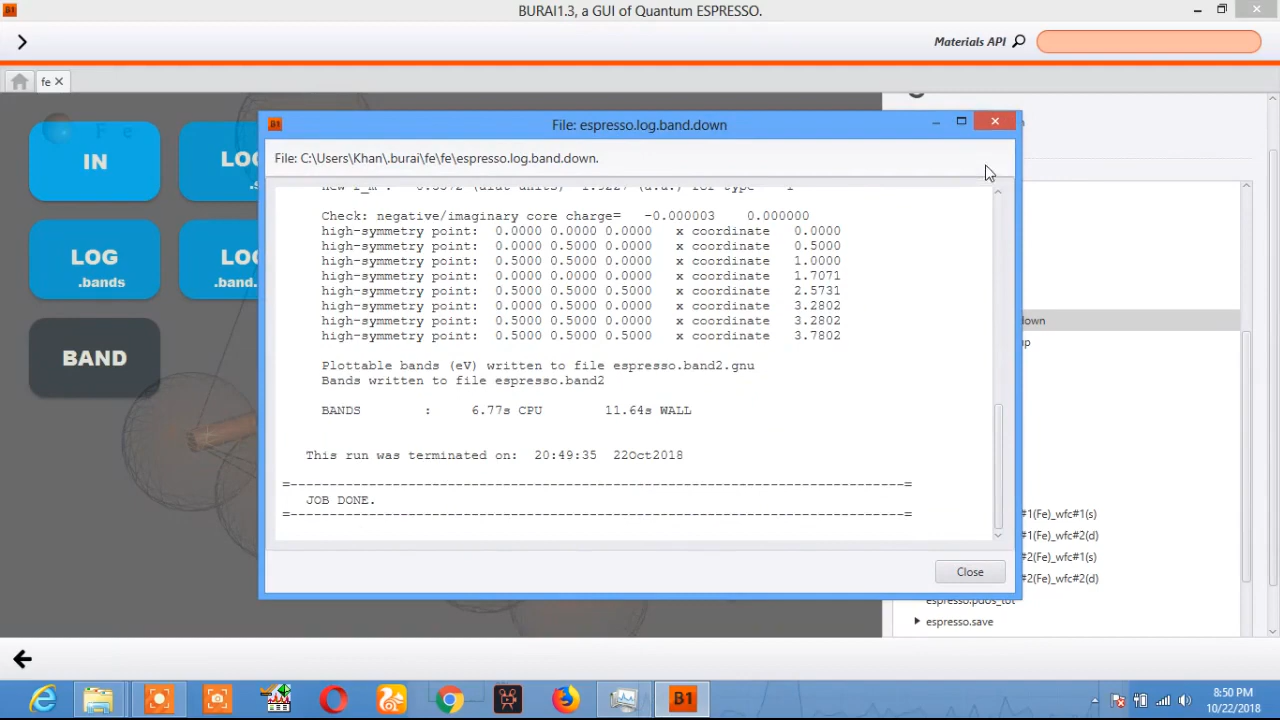 B1
BURAI1.3, a GUI of Quantum ESPRESSO.
Materials API
fe
Fe
IN
LOG
LOG
.bands
LOG
.band.
BAND
B1
File: espresso.log.band.down
File: C:\Users\Khan\.burai\fe\fe\espresso.log.band.down.
Check: negative/imaginary core charge= -0.000003 0.000000
high-symmetry point: 0.0000 0.0000 0.0000 x coordinate 0.0000
high-symmetry point: 0.0000 0.5000 0.0000 x coordinate 0.5000
high-symmetry point: 0.5000 0.5000 0.0000 x coordinate 1.0000
high-symmetry point: 0.0000 0.0000 0.0000 x coordinate 1.7071
high-symmetry point: 0.5000 0.5000 0.5000 x coordinate 2.5731
high-symmetry point: 0.0000 0.5000 0.0000 x coordinate 3.2802
high-symmetry point: 0.5000 0.5000 0.0000 x coordinate 3.2802
high-symmetry point: 0.5000 0.5000 0.5000 x coordinate 3.7802
Plottable bands (eV) written to file espresso.band2.gnu
Bands written to file espresso.band2
BANDS : 6.77s CPU 11.64s WALL
This run was terminated on: 20:49:35 22Oct2018
=------------------------------------------------------------------------------=
JOB DONE.
=------------------------------------------------------------------------------=
Close
down
up
#1(Fe)_wfc#1(s)
#1(Fe)_wfc#2(d)
#2(Fe)_wfc#1(s)
#2(Fe)_wfc#2(d)
espresso.pdos_tot
espresso.save
B1
8:50 PM
10/22/2018